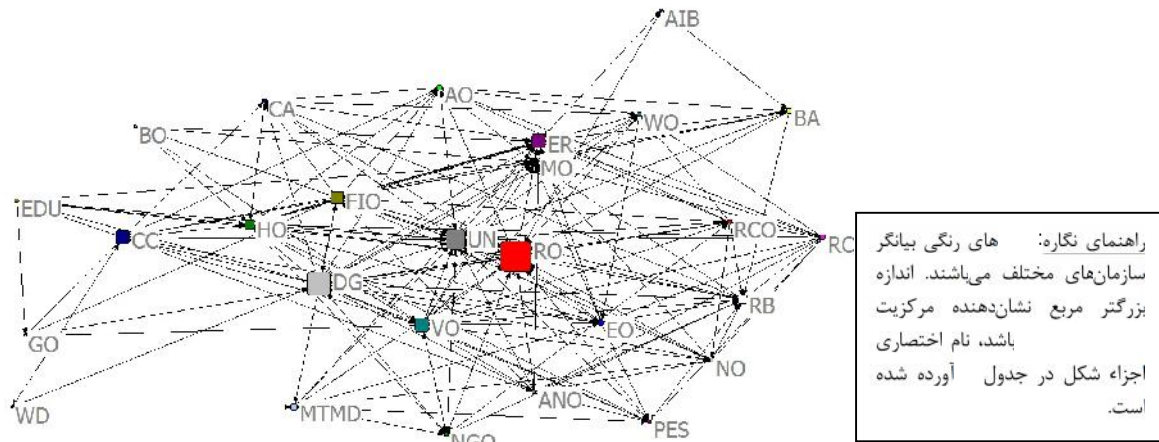 AIB
CA
AO
WO
BA
BO
ER
MO
EDU
FIO
CC
HO
UN
RO
RCO
RC
DG
RB
GO
VO
EO
NO
WD
MTMD
ANO
NGO
PES
راهنمای نگاره: های رنگی بیانگر
سازمان‌های مختلف می‌باشند. اندازه
بزرگتر مربع نشان‌دهنده مرکزیت
باشد، نام اختصاری
اجزاء شکل در جدول آورده شده
است.